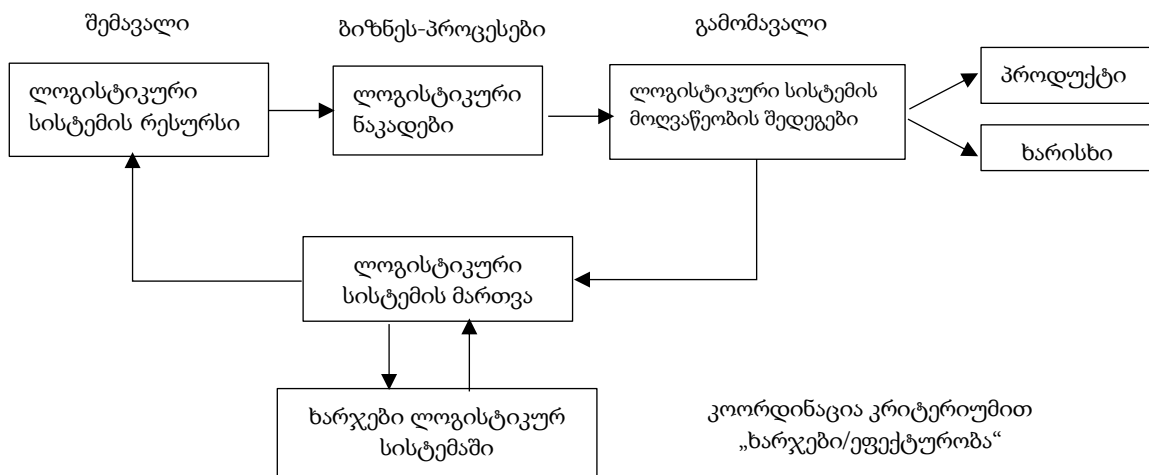 შემავალი
ბიზნეს-პროცესები
გამომავალი
ლოგისტიკური
სისტემის რესურსი
ლოგისტიკური
ნაკადები
ლოგისტიკური სისტემის
მოღვაწეობის შედეგები
პროდუქტი
ხარისხი
ლოგისტიკური
სისტემის მართვა
ხარჯები ლოგისტიკურ
სისტემაში
კოორდინაცია კრიტერიუმით
„ხარჯები/ეფექტურობა“